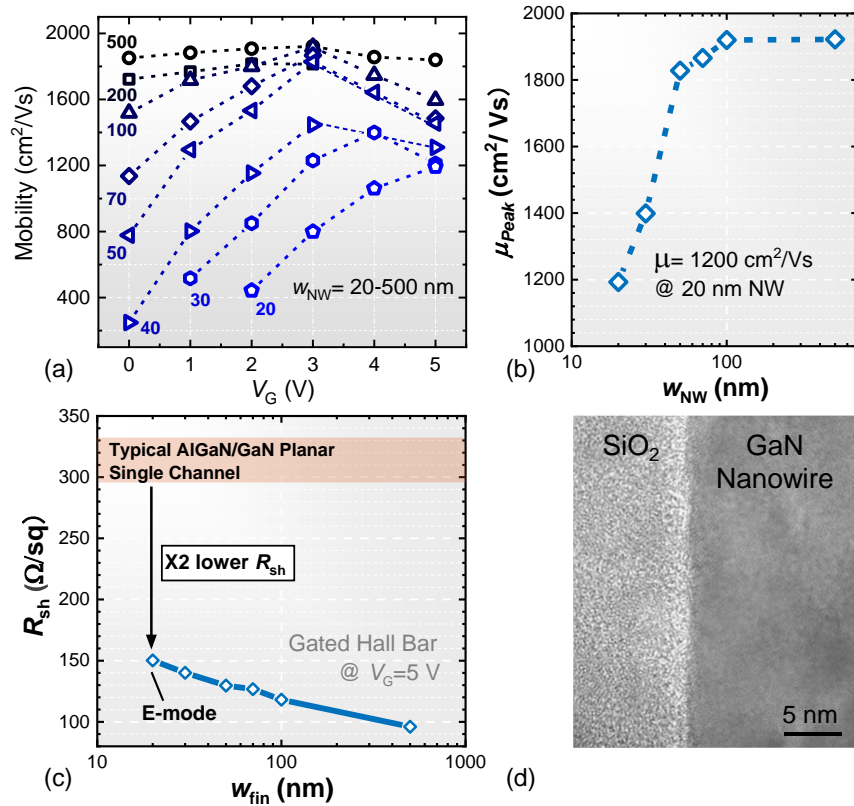 2000
1600
1200
800
400
Mobility (cm²/Vs)
500
200
100
70
50
40
30
20
w_NW= 20-500 nm
0 1 2 3 4 5
V_G (V)
(a)
2000
1800
1600
1400
1200
1000
μ_Peak (cm²/ Vs)
μ= 1200 cm²/Vs
@ 20 nm NW
10 100
w_NW (nm)
(b)
350
300
250
200
150
100
R_sh (Ω/sq)
Typical AlGaN/GaN Planar
Single Channel
X2 lower R_sh
Gated Hall Bar
@ V_G=5 V
E-mode
10 100 1000
w_fin (nm)
(c)
SiO₂ GaN
Nanowire
5 nm
(d)